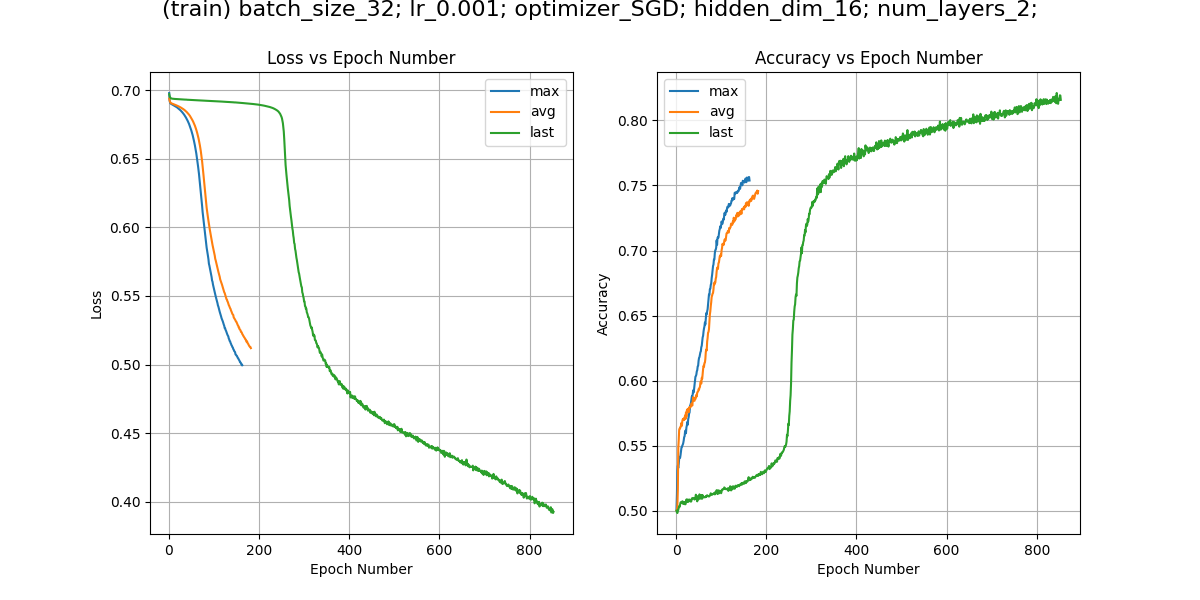 (train) batch_size_32; lr_0.001; optimizer_SGD; hidden_dim_16; num_layers_2;
Loss vs Epoch Number
0.70
0.65
0.60
0.55
0.50
0.45
0.40
Loss
0
200
400
600
800
Epoch Number
max
avg
last
Accuracy vs Epoch Number
0.80
0.75
0.70
0.65
0.60
0.55
0.50
Accuracy
0
200
400
600
800
Epoch Number
max
avg
last